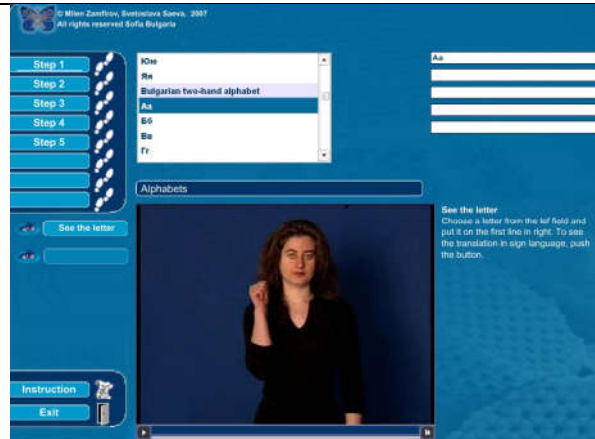 © Milen Zamfirov, Svetoslava Saeva, 2007
All rights reserved Sofia Bulgaria
Step 1
Step 2
Step 3
Step 4
Step 5
See the letter
Instruction
Exit
Юю
Яя
Bulgarian two-hand alphabet
Аа
Бб
Вв
Гг
Alphabets
Аа
See the letter
Choose a letter from the lef field and
put it on the first line in right. To see
the translation in sign language, push
the button.